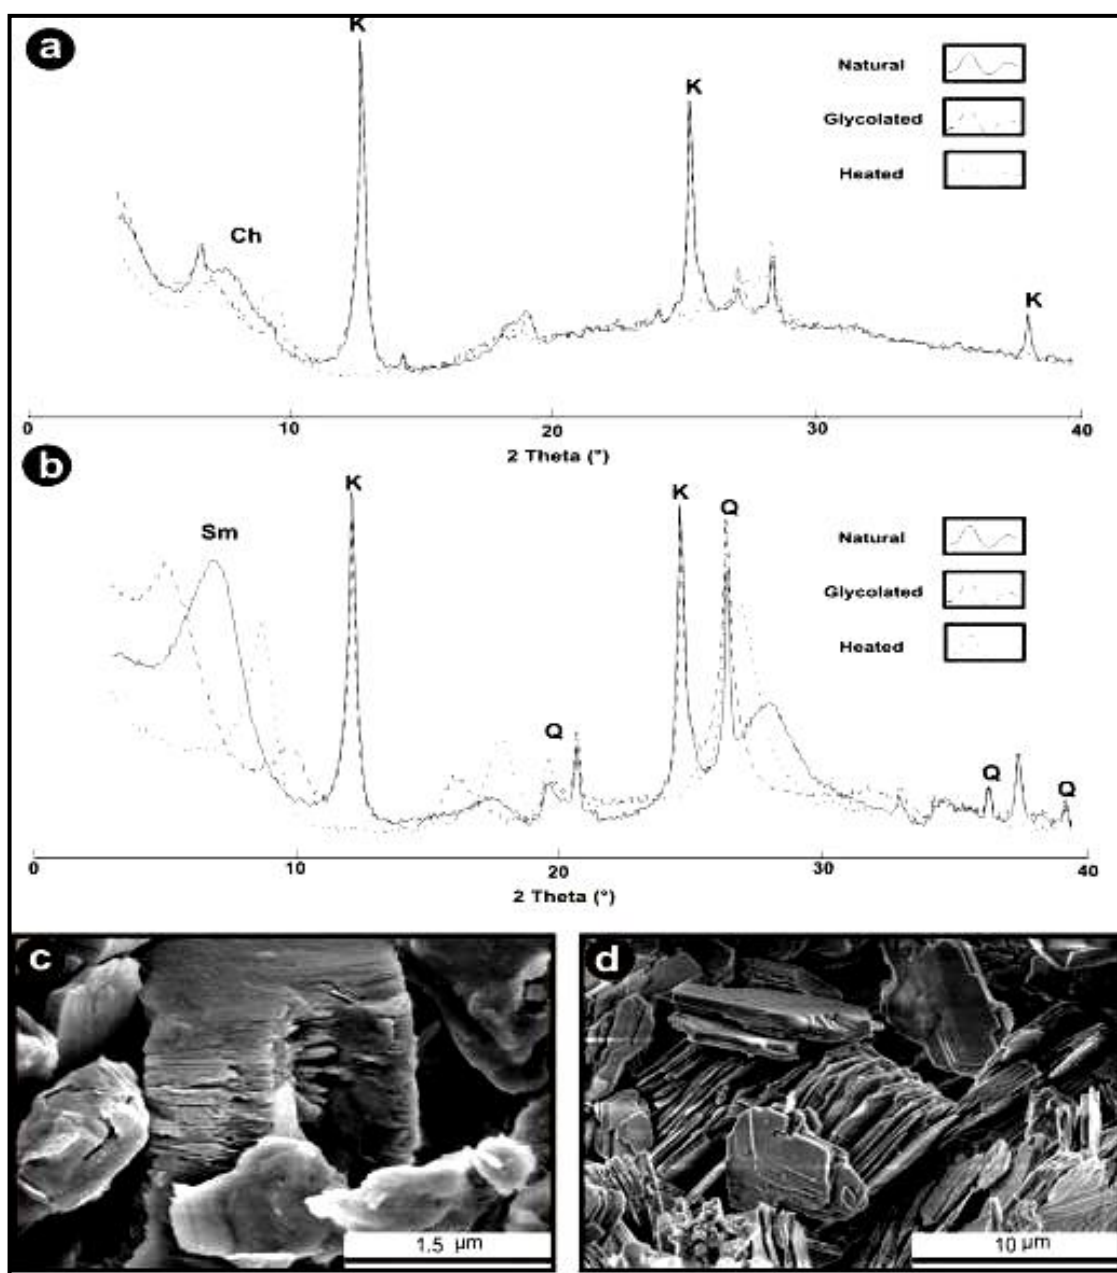 a
K
K
Ch
K
Natural
Glycolated
Heated
0 10 20 30 40
2 Theta (°)
b
K
K
Q
Sm
Q
Q
Q
Natural
Glycolated
Heated
0 10 20 30 40
2 Theta (°)
c
d
1.5 µm
10 µm